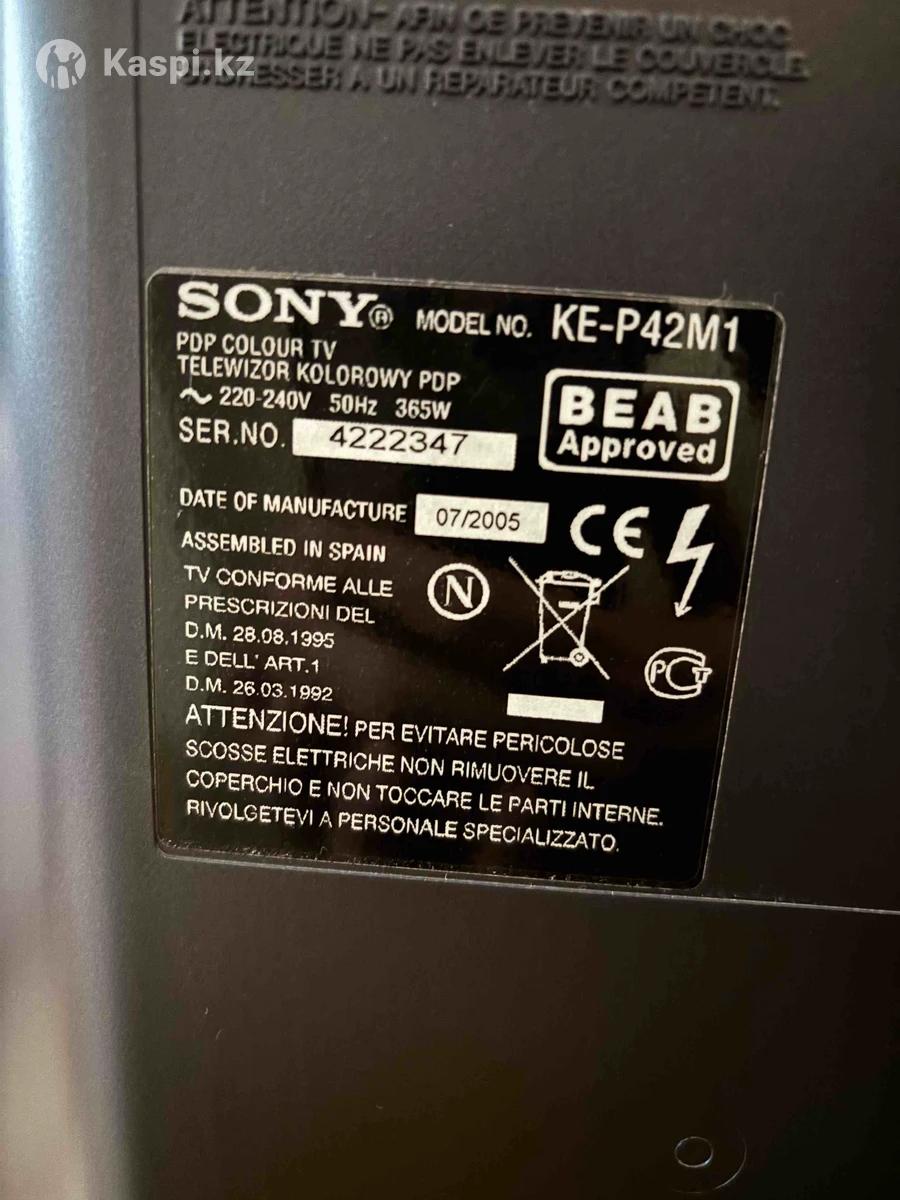 Kaspi.kz
ATTENTION-AFIN DE PREVENIR UN CHOC
ELECTRIQUE NE PAS ENLEVER LE COUVERCLE.
S'ADRESSER A UN REPARATEUR COMPETENT.
SONY® MODEL NO. KE-P42M1
PDP COLOUR TV
TELEWIZOR KOLOROWY PDP
~ 220-240V 50Hz 365W
BEAB
Approved
SER.NO. 4222347
DATE OF MANUFACTURE 07/2005
CE
ASSEMBLED IN SPAIN
N
TV CONFORME ALLE
PRESCRIZIONI DEL
D.M. 28.08.1995
E DELL' ART.1
D.M. 26.03.1992
РСТ
ATTENZIONE! PER EVITARE PERICOLOSE
SCOSSE ELETTRICHE NON RIMUOVERE IL
COPERCHIO E NON TOCCARE LE PARTI INTERNE.
RIVOLGETEVI A PERSONALE SPECIALIZZATO.